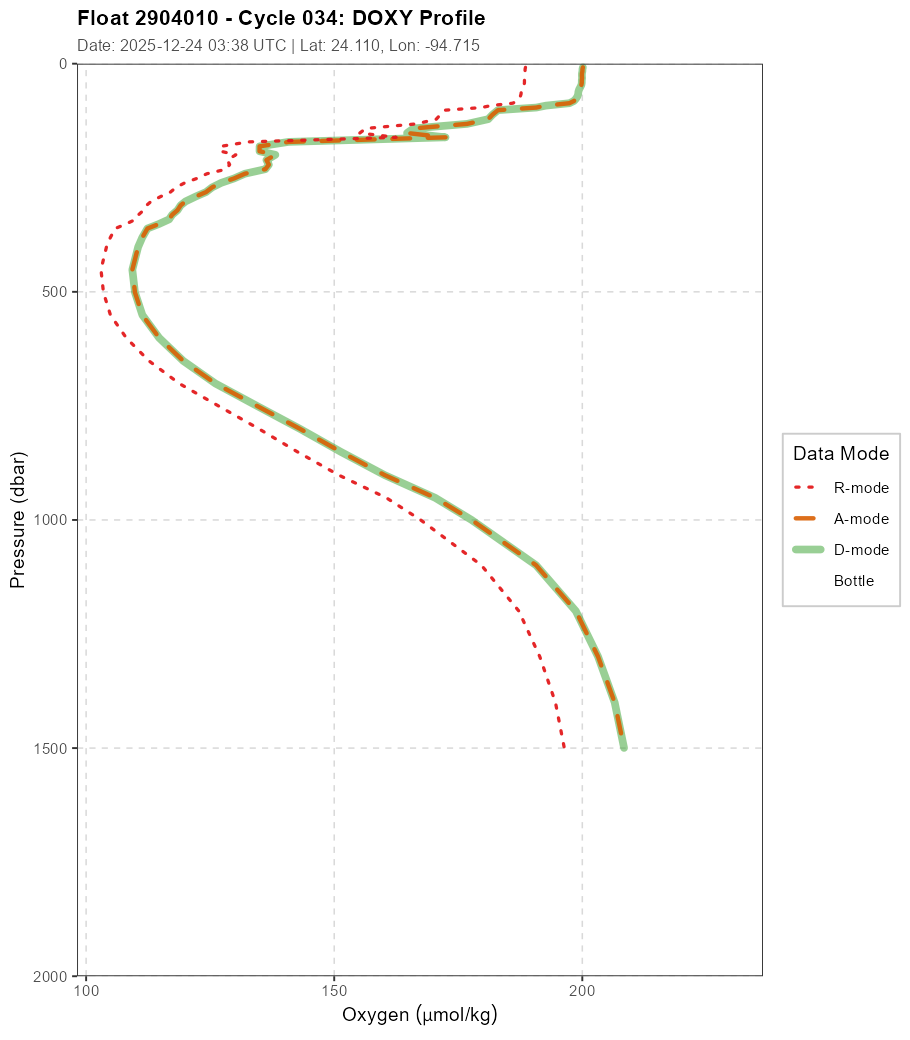 Float 2904010 - Cycle 034: DOXY Profile
Date: 2025-12-24 03:38 UTC | Lat: 24.110, Lon: -94.715
0
500
1000
1500
2000
Pressure (dbar)
100
150
200
Oxygen (μmol/kg)
Data Mode
R-mode
A-mode
D-mode
Bottle